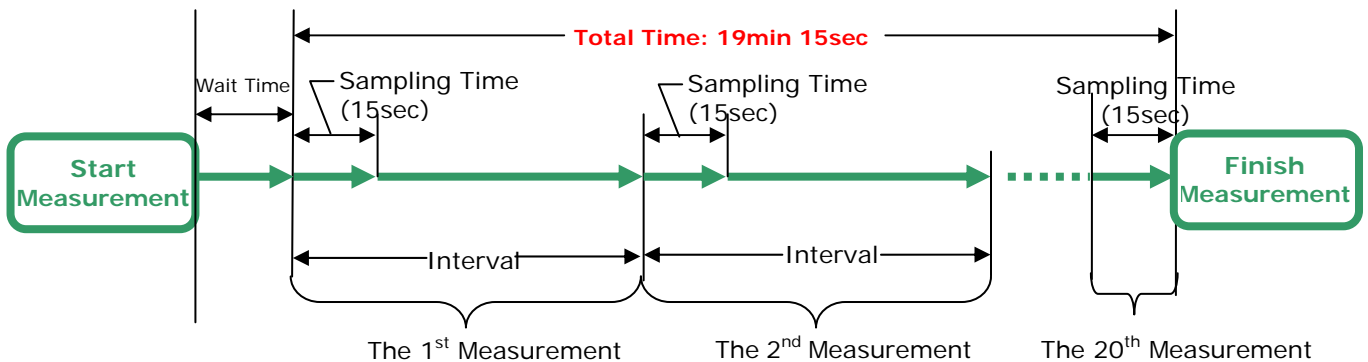 Total Time: 19min 15sec
Wait Time
Sampling Time
(15sec)
Sampling Time
(15sec)
Sampling Time
(15sec)
Start
Measurement
Finish
Measurement
Interval
Interval
The 1st Measurement
The 2nd Measurement
The 20th Measurement